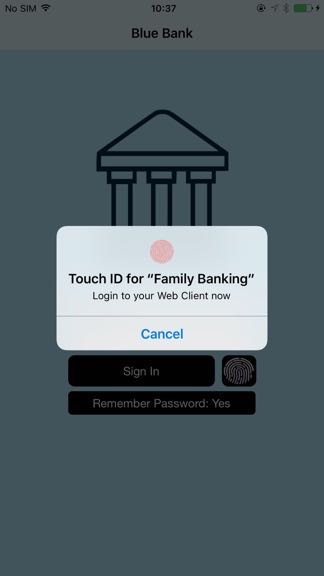 No SIM 10:37
Blue Bank
Touch ID for “Family Banking”
Login to your Web Client now
Cancel
Sign In
Remember Password: Yes